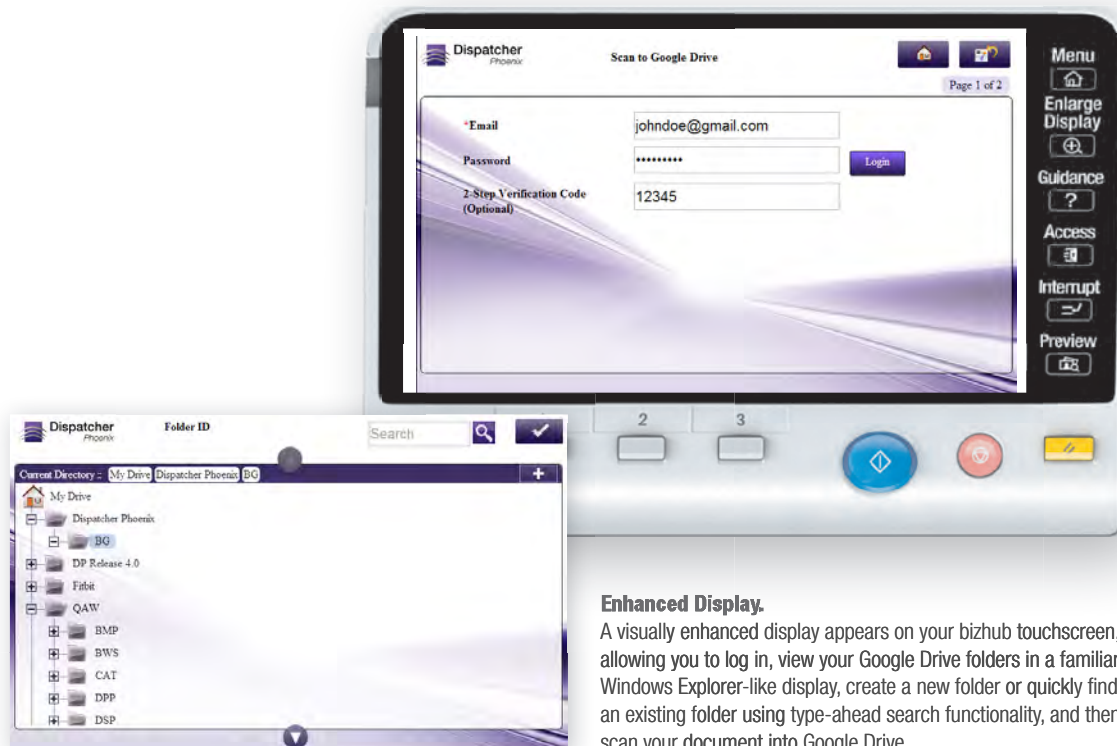 Dispatcher
Phoenix
Scan to Google Drive
Page 1 of 2
*Email
johndoe@gmail.com
Password
•••••••••
Login
2-Step Verification Code
(Optional)
12345
Menu
Enlarge
Display
Guidance
?
Access
Interrupt
Preview
2
3
Dispatcher
Phoenix
Folder ID
Search
Current Directory :: My Drive Dispatcher Phoenix BG
+
My Drive
Dispatcher Phoenix
BG
DP Release 4.0
Fitbit
QAW
BMP
BWS
CAT
DPP
DSP
Enhanced Display.
A visually enhanced display appears on your bizhub touchscreen,
allowing you to log in, view your Google Drive folders in a familiar
Windows Explorer-like display, create a new folder or quickly find
an existing folder using type-ahead search functionality, and then
scan your document into Google Drive.